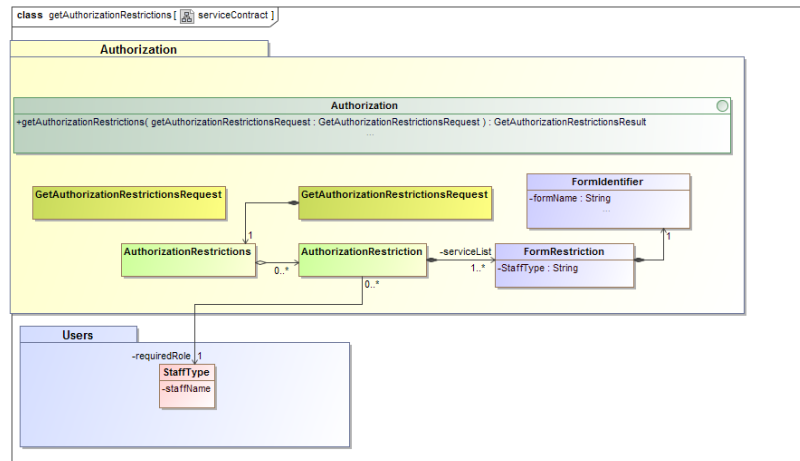 class getAuthorizationRestrictions [ serviceContract ]
Authorization
Authorization
+getAuthorizationRestrictions( getAuthorizationRestrictionsRequest : GetAuthorizationRestrictionsRequest ) : GetAuthorizationRestrictionsResult
...
FormIdentifier
-formName : String
...
GetAuthorizationRestrictionsRequest
GetAuthorizationRestrictionsRequest
1
1
AuthorizationRestrictions
0..*
AuthorizationRestriction
-serviceList
1..*
FormRestriction
-StaffType : String
0..*
Users
-requiredRole
1
StaffType
-staffName